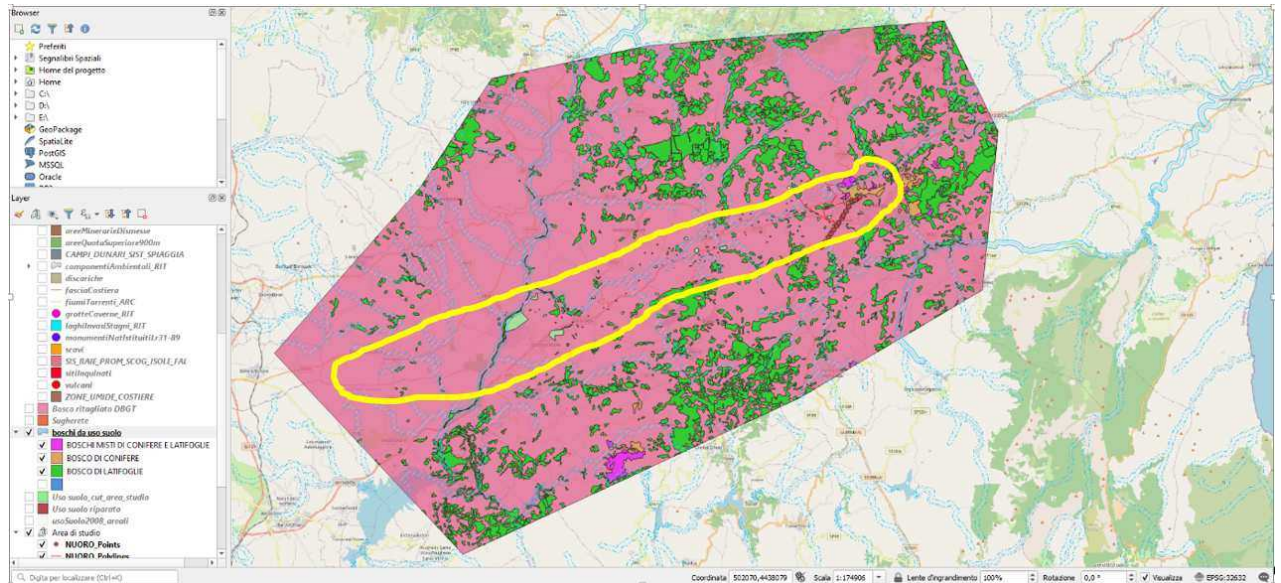 Browser
Preferiti
Segnalibri Spaziali
Home del progetto
Home
C:\
D:\
E:\
GeoPackage
SpatiaLite
PostGIS
MSSQL
Oracle
Layer
areeMinerarieDismesse
areeQuotaSuperiore900m
CAMPI_DUNARI_SIST_SPIAGGIA
componentiAmbientali_RIT
discariche
fasciaCostiera
fiumiTorrenti_ARC
grotteCaverne_RIT
laghiInvasiStagni_RIT
monumentiNatIstituitiLr31-89
scavi
SIS_BAIE_PROM_SCOG_ISOLE_FAL
sitiInquinati
vulcani
ZONE_UMIDE_COSTIERE
Bosco ritagliato DBGT
Sugherete
boschi da uso suolo
BOSCHI MISTI DI CONIFERE E LATIFOGLIE
BOSCO DI CONIFERE
BOSCO DI LATIFOGLIE
Uso suolo_cut_area_studio
Uso suolo riparato
usoSuolo2008_areali
Area di studio
NUORO_Points
NUORO_Polylines
Digita per localizzare (Ctrl+K)
Coordinata 502070,4438079 Scala 1:174906 Lente d'ingrandimento 100% Rotazione 0,0 ° Visualizza EPSG:32632